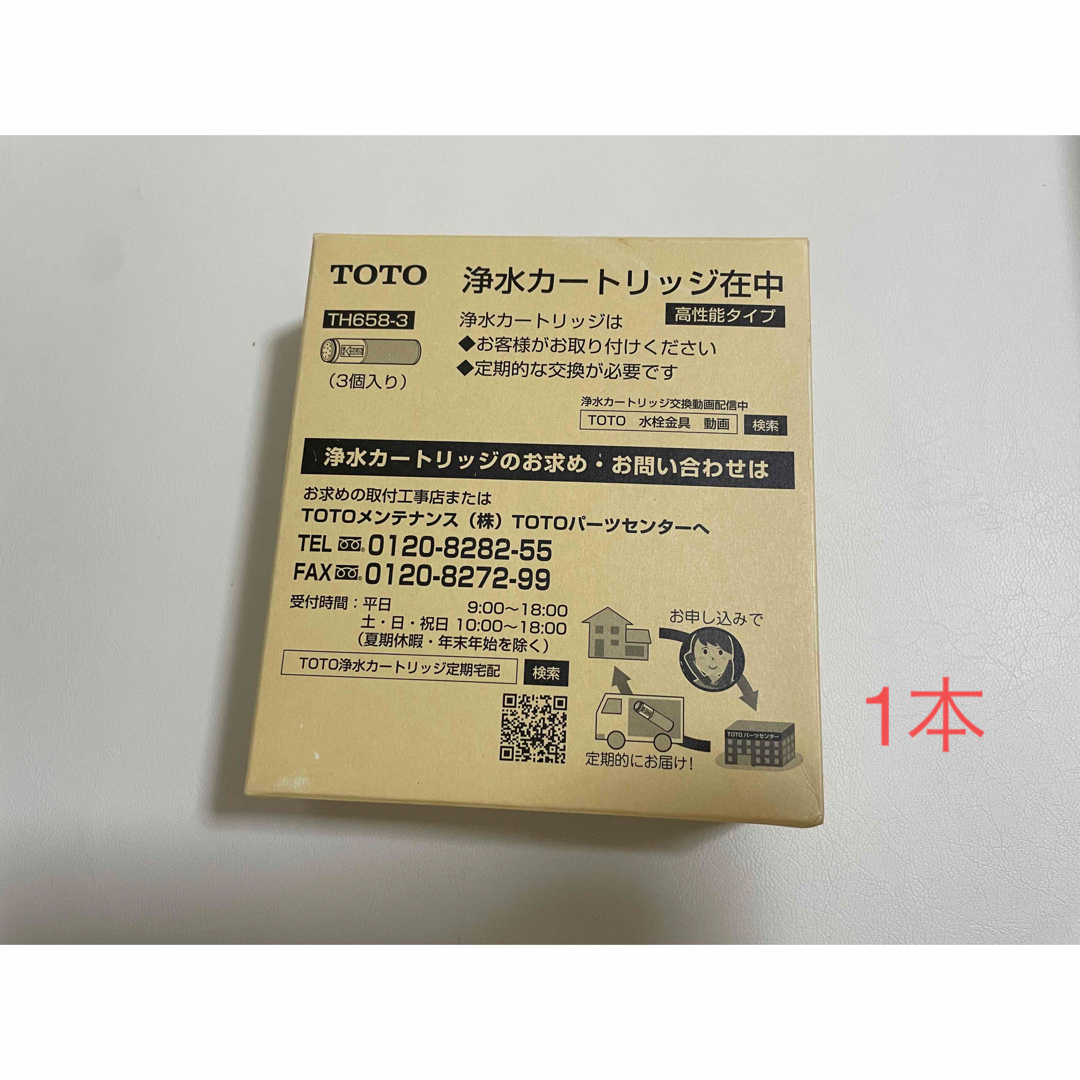 TOTO 浄水カートリッジ在中
高性能タイプ
TH658-3
浄水カートリッジは
◆お客様がお取り付けください
◆定期的な交換が必要です
（3個入り）
浄水カートリッジ交換動画配信中
TOTO 水栓金具 動画 検索
浄水カートリッジのお求め・お問い合わせは
お求めの取付工事店または
TOTOメンテナンス（株）TOTOパーツセンターへ
TEL 0120-8282-55
FAX 0120-8272-99
受付時間：平日 9:00〜18:00
土・日・祝日 10:00〜18:00
（夏期休暇・年末年始を除く）
TOTO浄水カートリッジ定期宅配 検索
お申し込みで
TOTO パーツセンター
定期的にお届け！
1本